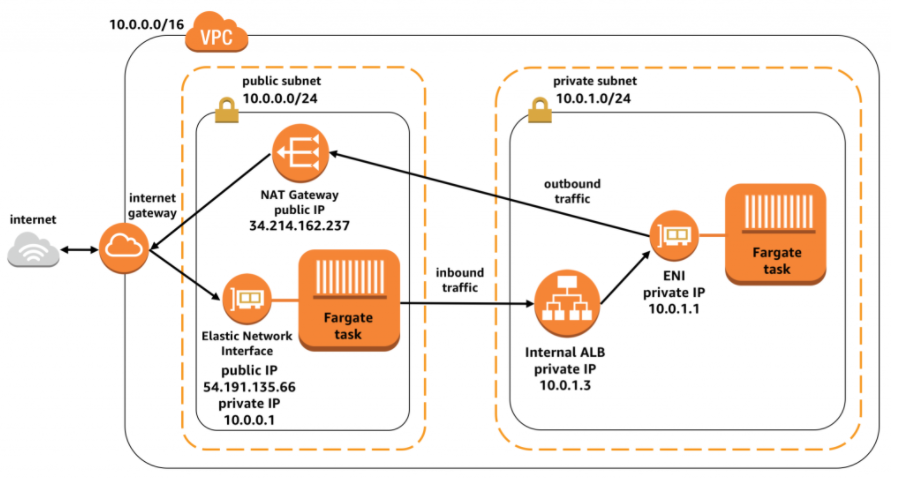 10.0.0.0/16
VPC
public subnet
10.0.0.0/24
private subnet
10.0.1.0/24
internet
internet
gateway
NAT Gateway
public IP
34.214.162.237
outbound
traffic
Fargate
task
ENI
private IP
10.0.1.1
inbound
traffic
Fargate
task
Elastic Network
Interface
public IP
54.191.135.66
private IP
10.0.0.1
Internal ALB
private IP
10.0.1.3